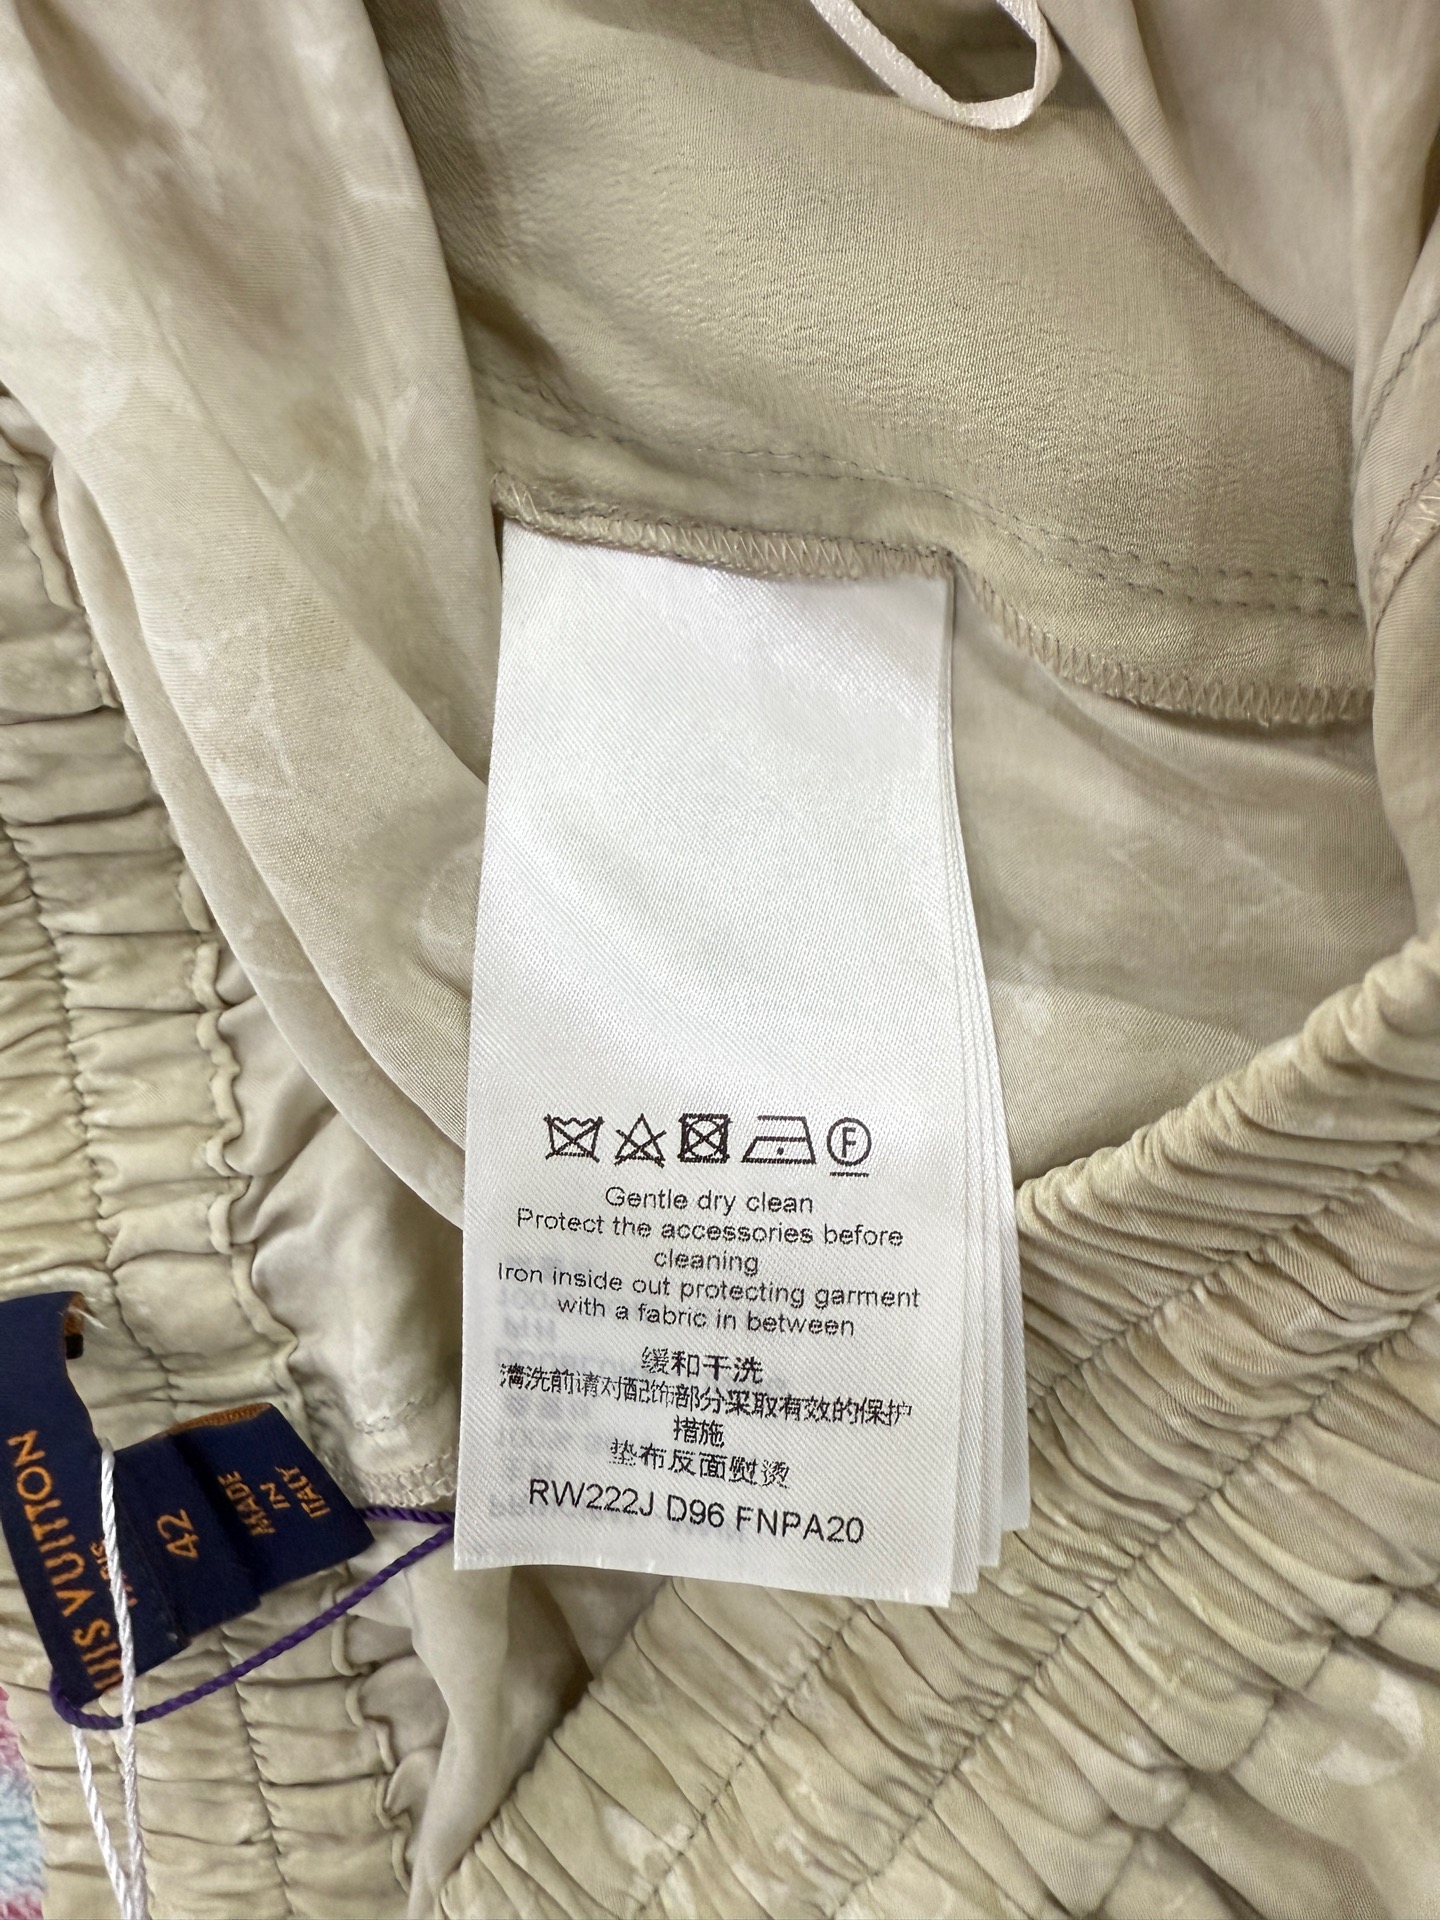 F
Gentle dry clean
Protect the accessories before
cleaning
Iron inside out protecting garment
with a fabric in between
缓和干洗
清洗前请对配饰部分采取有效的保护
措施
垫布反面熨烫
RW222J D96 FNPA20
UIS VUITTON
42
MADE
IN
ITALY